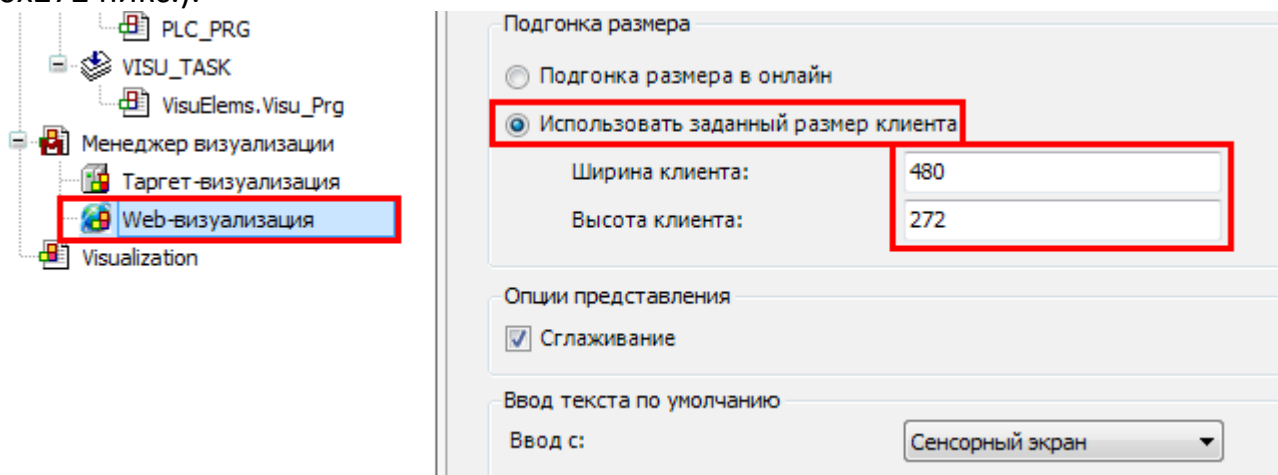 PLC_PRG
VISU_TASK
VisuElems.Visu_Prg
Менеджер визуализации
Таргет-визуализация
Web-визуализация
Visualization
Подгонка размера
Подгонка размера в онлайн
Использовать заданный размер клиента
Ширина клиента: 480
Высота клиента: 272
Опции представления
Сглаживание
Ввод текста по умолчанию
Ввод с: Сенсорный экран